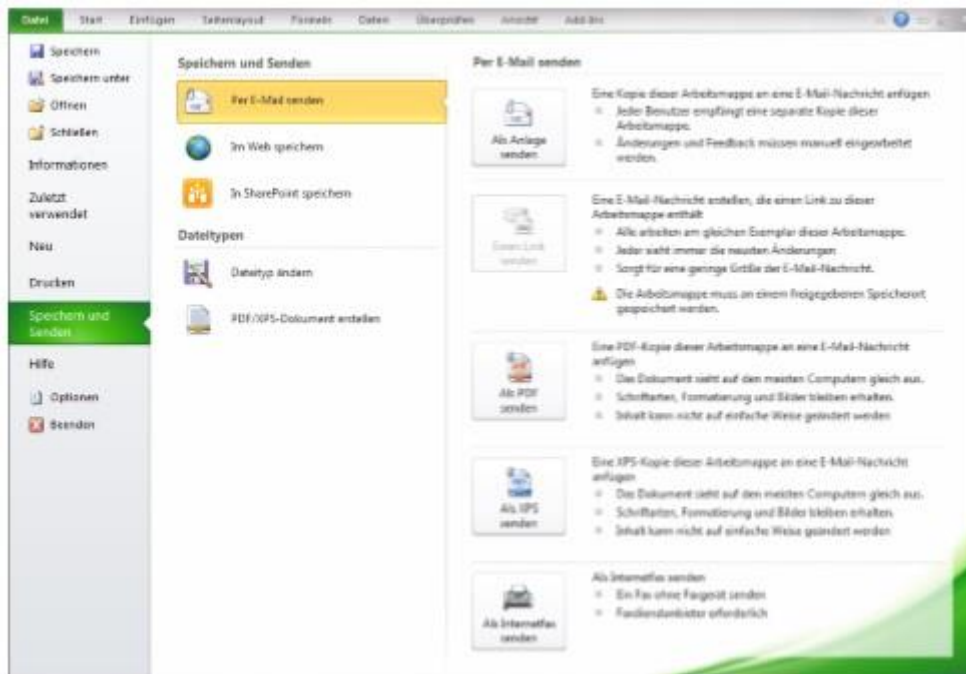 Datei Start Einfügen Seitenlayout Formeln Daten Überprüfen Ansicht Add-Ins
Speichern
Speichern unter
Öffnen
Schließen
Informationen
Zuletzt
verwendet
Neu
Drucken
Speichern und
Senden
Hilfe
Optionen
Beenden
Speichern und Senden
Per E-Mail senden
Im Web speichern
In SharePoint speichern
Dateitypen
Dateityp ändern
PDF/XPS-Dokument erstellen
Per E-Mail senden
Als Anlage
senden
Eine Kopie dieser Arbeitsmappe an eine E-Mail-Nachricht anfügen
Jeder Benutzer empfängt eine separate Kopie dieser
Arbeitsmappe.
Änderungen und Feedback müssen manuell eingearbeitet
werden.
Einen Link
senden
Eine E-Mail-Nachricht erstellen, die einen Link zu dieser
Arbeitsmappe enthält
Alle arbeiten am gleichen Exemplar dieser Arbeitsmappe.
Jeder sieht immer die neusten Änderungen
Sorgt für eine geringe Größe der E-Mail-Nachricht.
Die Arbeitsmappe muss an einem freigegebenen Speicherort
gespeichert werden.
Als PDF
senden
Eine PDF-Kopie dieser Arbeitsmappe an eine E-Mail-Nachricht
anfügen
Das Dokument sieht auf den meisten Computern gleich aus.
Schriftarten, Formatierung und Bilder bleiben erhalten.
Inhalt kann nicht auf einfache Weise geändert werden
Als XPS
senden
Eine XPS-Kopie dieser Arbeitsmappe an eine E-Mail-Nachricht
anfügen
Das Dokument sieht auf den meisten Computern gleich aus.
Schriftarten, Formatierung und Bilder bleiben erhalten.
Inhalt kann nicht auf einfache Weise geändert werden
Als Internetfax
senden
Als Internetfax senden
Ein Fax ohne Faxgerät senden
Faxdienstanbieter erforderlich